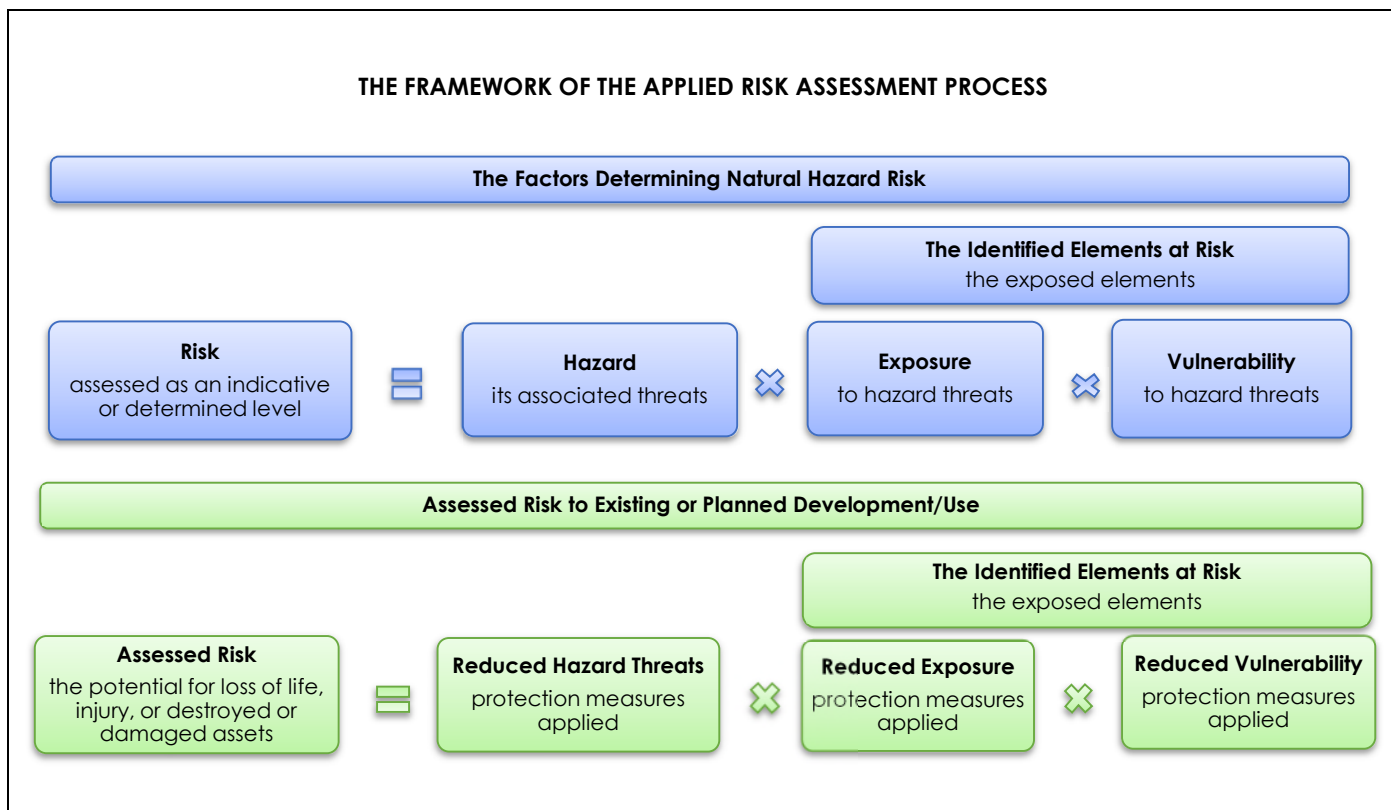 THE FRAMEWORK OF THE APPLIED RISK ASSESSMENT PROCESS
The Factors Determining Natural Hazard Risk
The Identified Elements at Risk
the exposed elements
Risk
assessed as an indicative
or determined level
Hazard
its associated threats
Exposure
to hazard threats
Vulnerability
to hazard threats
Assessed Risk to Existing or Planned Development/Use
The Identified Elements at Risk
the exposed elements
Assessed Risk
the potential for loss of life,
injury, or destroyed or
damaged assets
Reduced Hazard Threats
protection measures
applied
Reduced Exposure
protection measures
applied
Reduced Vulnerability
protection measures
applied